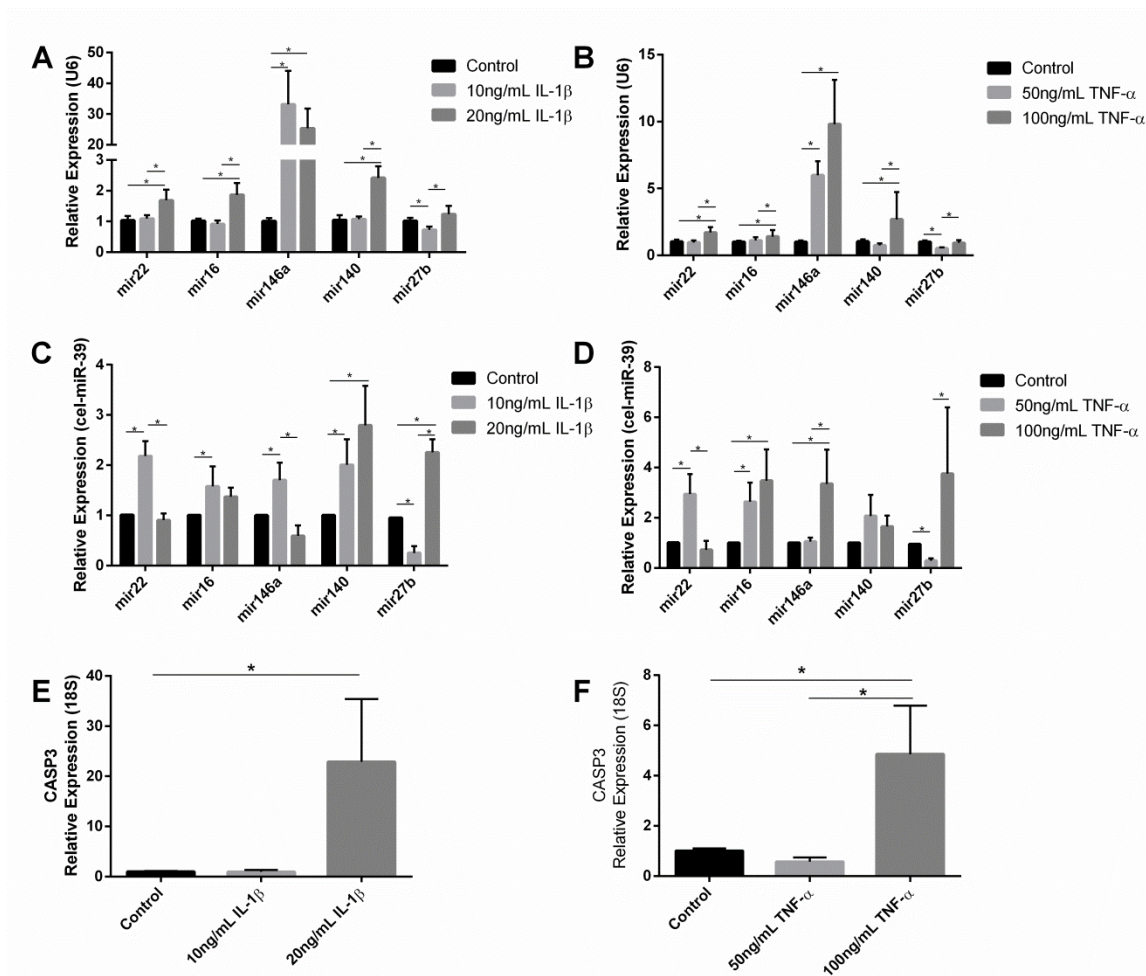 A
Relative Expression (U6)
50
40
30
20
3
2
1
0
* * * * * * * * * *
Control
10ng/mL IL-1β
20ng/mL IL-1β
mir22
mir16
mir146a
mir140
mir27b
B
Relative Expression (U6)
15
10
5
0
* * * * * * * * * *
Control
50ng/mL TNF-α
100ng/mL TNF-α
mir22
mir16
mir146a
mir140
mir27b
C
Relative Expression (cel-miR-39)
4
3
2
1
0
* * * * * * * * * *
Control
10ng/mL IL-1β
20ng/mL IL-1β
mir22
mir16
mir146a
mir140
mir27b
D
Relative Expression (cel-miR-39)
8
6
4
2
0
* * * * * * * *
Control
50ng/mL TNF-α
100ng/mL TNF-α
mir22
mir16
mir146a
mir140
mir27b
E
CASP3
Relative Expression (18S)
40
30
20
10
0
*
Control
10ng/mL IL-1β
20ng/mL IL-1β
F
CASP3
Relative Expression (18S)
8
6
4
2
0
*
*
Control
50ng/mL TNF-α
100ng/mL TNF-α